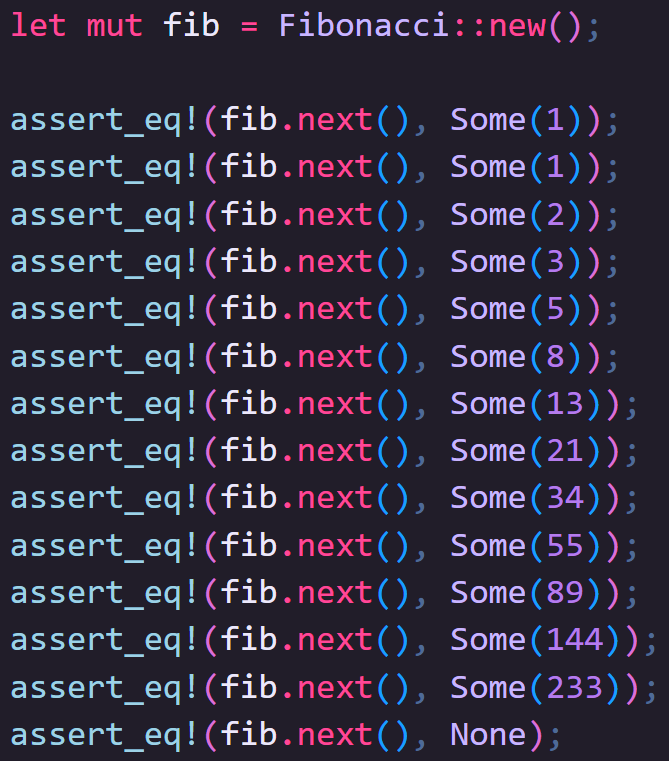 let mut fib = Fibonacci::new();
assert_eq!(fib.next(), Some(1));
assert_eq!(fib.next(), Some(1));
assert_eq!(fib.next(), Some(2));
assert_eq!(fib.next(), Some(3));
assert_eq!(fib.next(), Some(5));
assert_eq!(fib.next(), Some(8));
assert_eq!(fib.next(), Some(13));
assert_eq!(fib.next(), Some(21));
assert_eq!(fib.next(), Some(34));
assert_eq!(fib.next(), Some(55));
assert_eq!(fib.next(), Some(89));
assert_eq!(fib.next(), Some(144));
assert_eq!(fib.next(), Some(233));
assert_eq!(fib.next(), None);